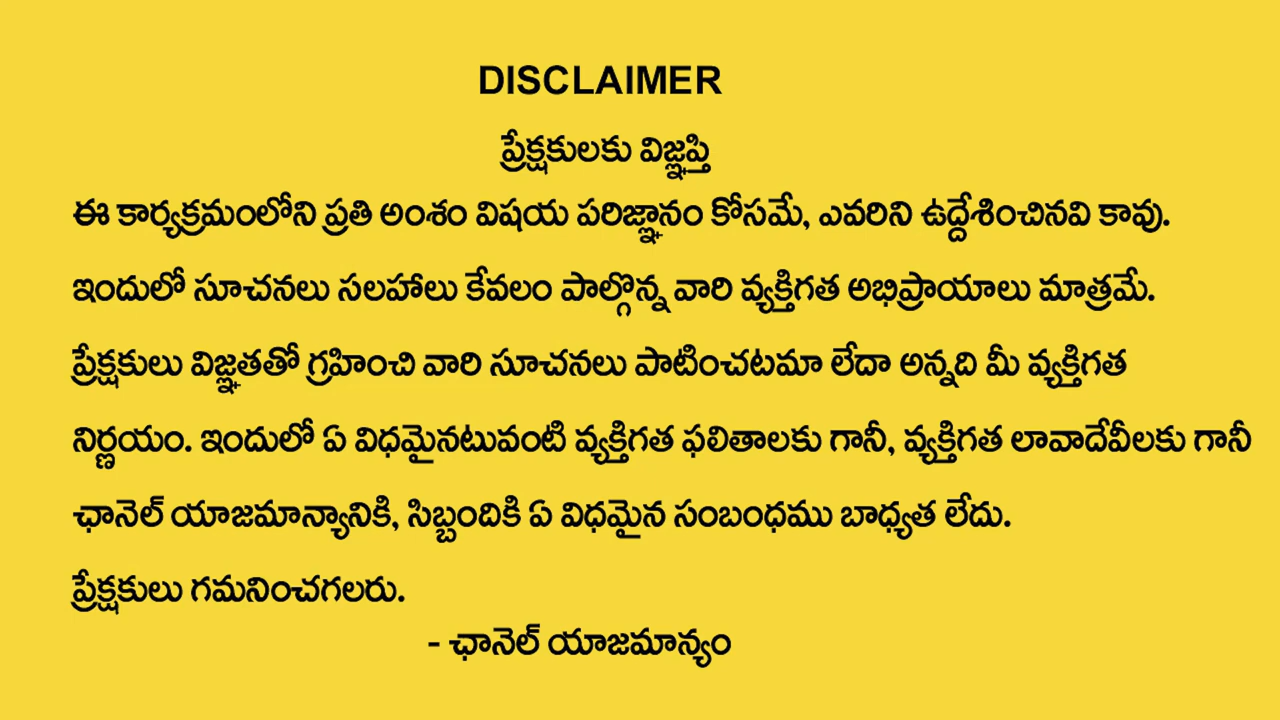 DISCLAIMER
ప్రేక్షకులకు విజ్ఞప్తి
ఈ కార్యక్రమంలోని ప్రతి అంశం విషయ పరిజ్ఞానం కోసమే, ఎవరిని ఉద్దేశించినవి కావు.
ఇందులో సూచనలు సలహాలు కేవలం పాల్గొన్న వారి వ్యక్తిగత అభిప్రాయాలు మాత్రమే.
ప్రేక్షకులు విజ్ఞతతో గ్రహించి వారి సూచనలు పాటించటమా లేదా అన్నది మీ వ్యక్తిగత
నిర్ణయం. ఇందులో ఏ విధమైనటువంటి వ్యక్తిగత ఫలితాలకు గానీ, వ్యక్తిగత లావాదేవీలకు గానీ
ఛానెల్ యాజమాన్యానికి, సిబ్బందికి ఏ విధమైన సంబంధము బాధ్యత లేదు.
ప్రేక్షకులు గమనించగలరు.
- ఛానెల్ యాజమాన్యం